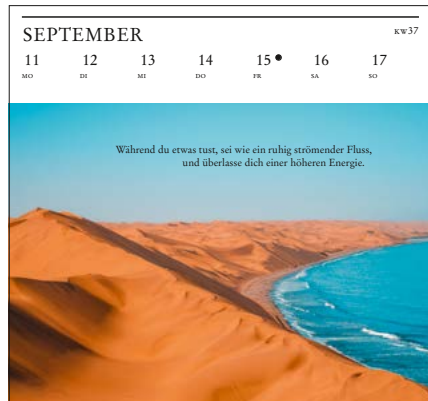 SEPTEMBER KW37
11 12 13 14 15 16 17
MO DI MI DO FR SA SO
Während du etwas tust, sei wie ein ruhig strömender Fluss,
und überlasse dich einer höheren Energie.